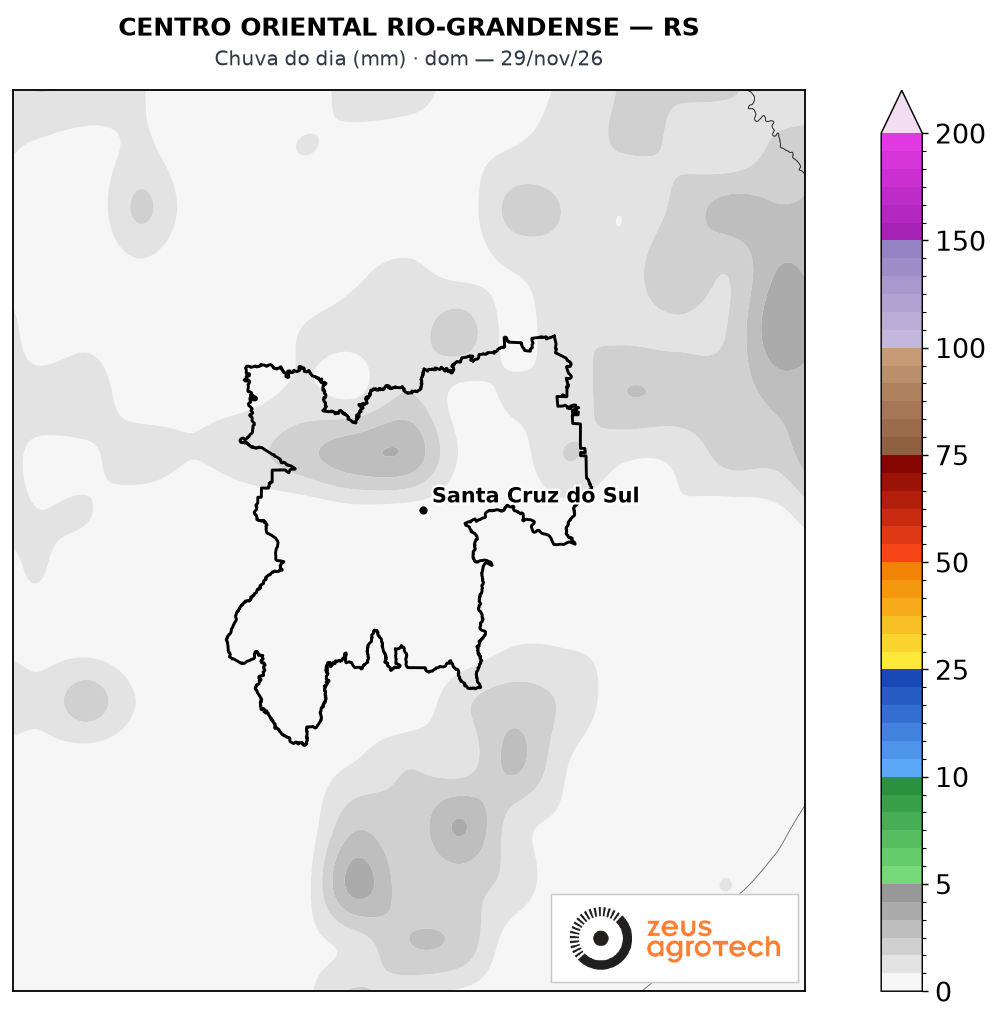 CENTRO ORIENTAL RIO-GRANDENSE — RS
Chuva do dia (mm) · dom — 29/nov/26
200
150
100
75
50
25
10
5
0
Santa Cruz do Sul
zeus
agrotech